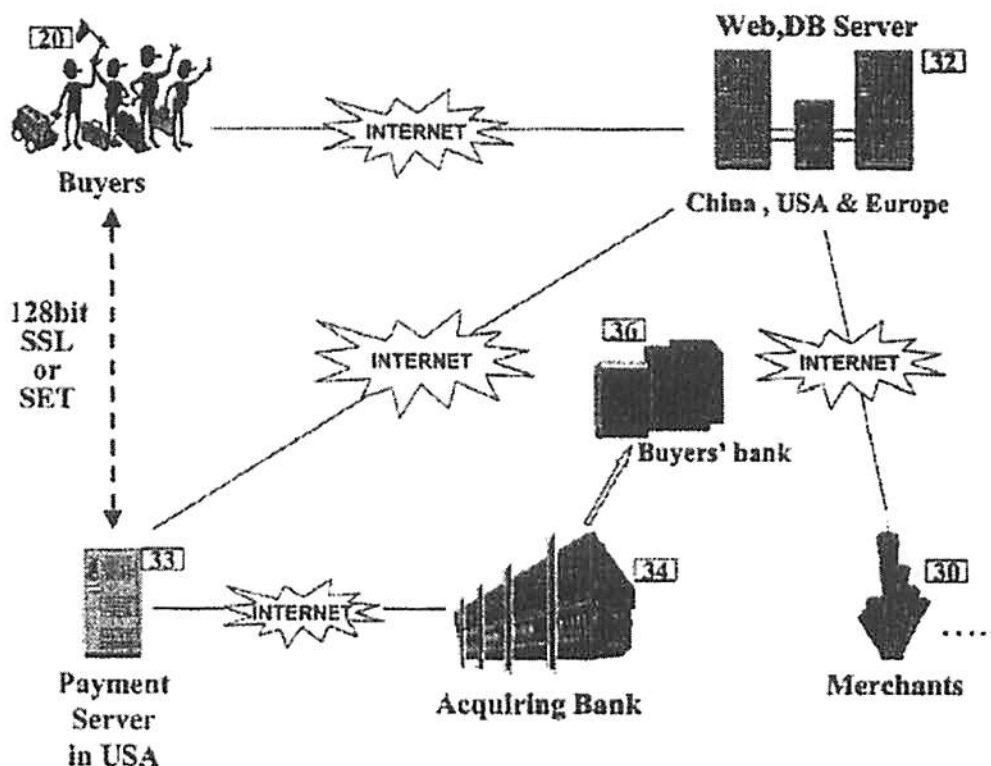 20
Web,DB Server
32
INTERNET
Buyers
China , USA & Europe
128bit
SSL
or
SET
INTERNET
36
INTERNET
Buyers' bank
33
34
30
INTERNET
.....
Payment
Server
in USA
Acquiring Bank
Merchants